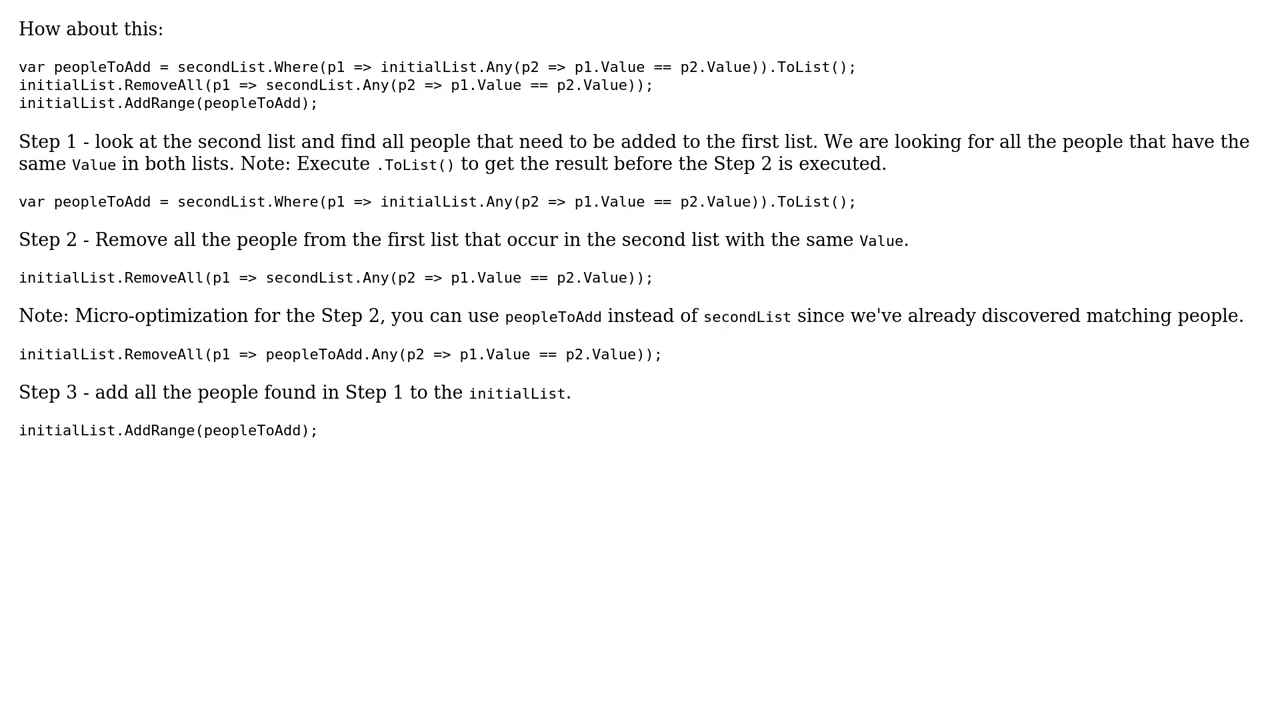 How about this:
var peopleToAdd = secondList.Where(p1 => initialList.Any(p2 => p1.Value == p2.Value)).ToList();
initialList.RemoveAll(p1 => secondList.Any(p2 => p1.Value == p2.Value));
initialList.AddRange(peopleToAdd);
Step 1 - look at the second list and find all people that need to be added to the first list. We are looking for all the people that have the
same Value in both lists. Note: Execute .ToList() to get the result before the Step 2 is executed.
var peopleToAdd = secondList.Where(p1 => initialList.Any(p2 => p1.Value == p2.Value)).ToList();
Step 2 - Remove all the people from the first list that occur in the second list with the same Value.
initialList.RemoveAll(p1 => secondList.Any(p2 => p1.Value == p2.Value));
Note: Micro-optimization for the Step 2, you can use peopleToAdd instead of secondList since we've already discovered matching people.
initialList.RemoveAll(p1 => peopleToAdd.Any(p2 => p1.Value == p2.Value));
Step 3 - add all the people found in Step 1 to the initialList.
initialList.AddRange(peopleToAdd);